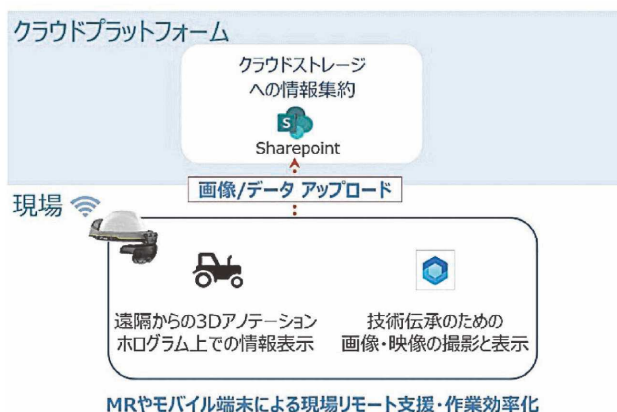 クラウドプラットフォーム
クラウドストレージ
への情報集約
S
Sharepoint
画像/データ アップロード
現場
遠隔からの3Dアノテーション
ホログラム上での情報表示
技術伝承のための
画像・映像の撮影と表示
MRやモバイル端末による現場リモート支援・作業効率化